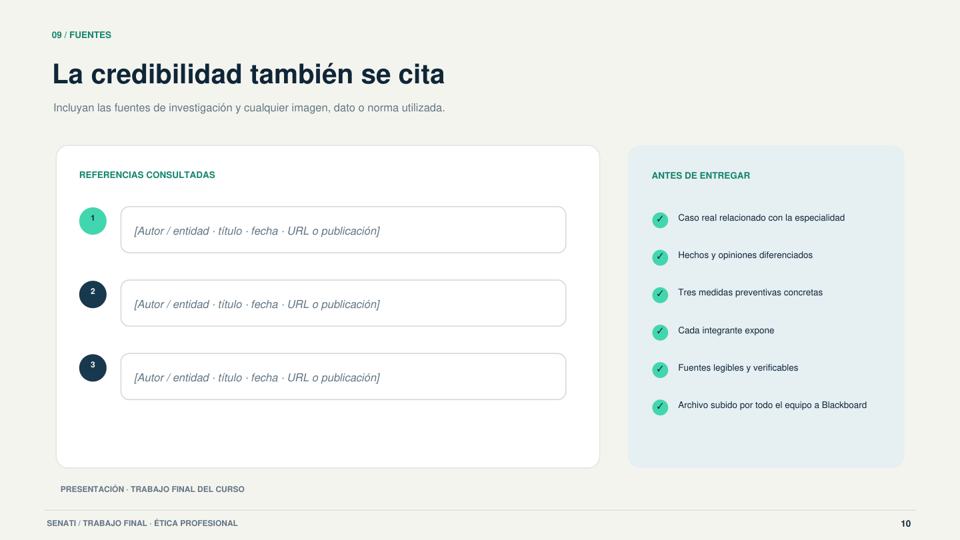 09 / FUENTES
La credibilidad también se cita
Incluyan las fuentes de investigación y cualquier imagen, dato o norma utilizada.
REFERENCIAS CONSULTADAS
1
[Autor / entidad · título · fecha · URL o publicación]
2
[Autor / entidad · título · fecha · URL o publicación]
3
[Autor / entidad · título · fecha · URL o publicación]
ANTES DE ENTREGAR
✓ Caso real relacionado con la especialidad
✓ Hechos y opiniones diferenciados
✓ Tres medidas preventivas concretas
✓ Cada integrante expone
✓ Fuentes legibles y verificables
✓ Archivo subido por todo el equipo a Blackboard
PRESENTACIÓN · TRABAJO FINAL DEL CURSO
SENATI / TRABAJO FINAL · ÉTICA PROFESIONAL
10